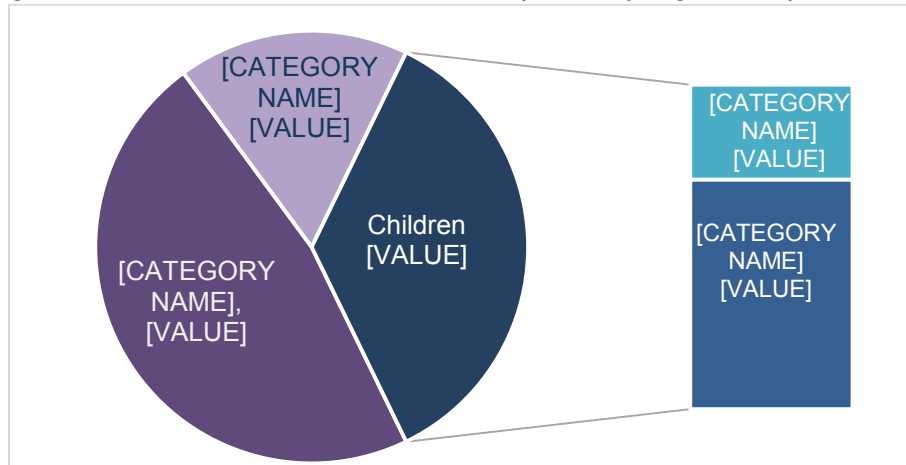 [CATEGORY
NAME]
[VALUE]
Children
[VALUE]
[CATEGORY
NAME],
[VALUE]
[CATEGORY
NAME]
[VALUE]
[CATEGORY
NAME]
[VALUE]